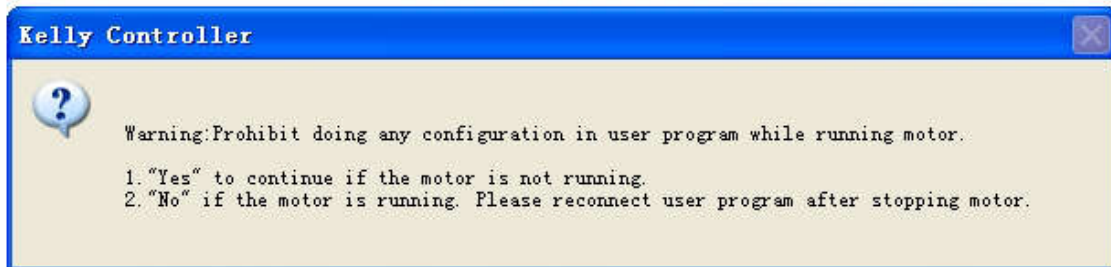 Kelly Controller
Warning:Prohibit doing any configuration in user program while running motor.
1."Yes" to continue if the motor is not running.
2."No" if the motor is running. Please reconnect user program after stopping motor.